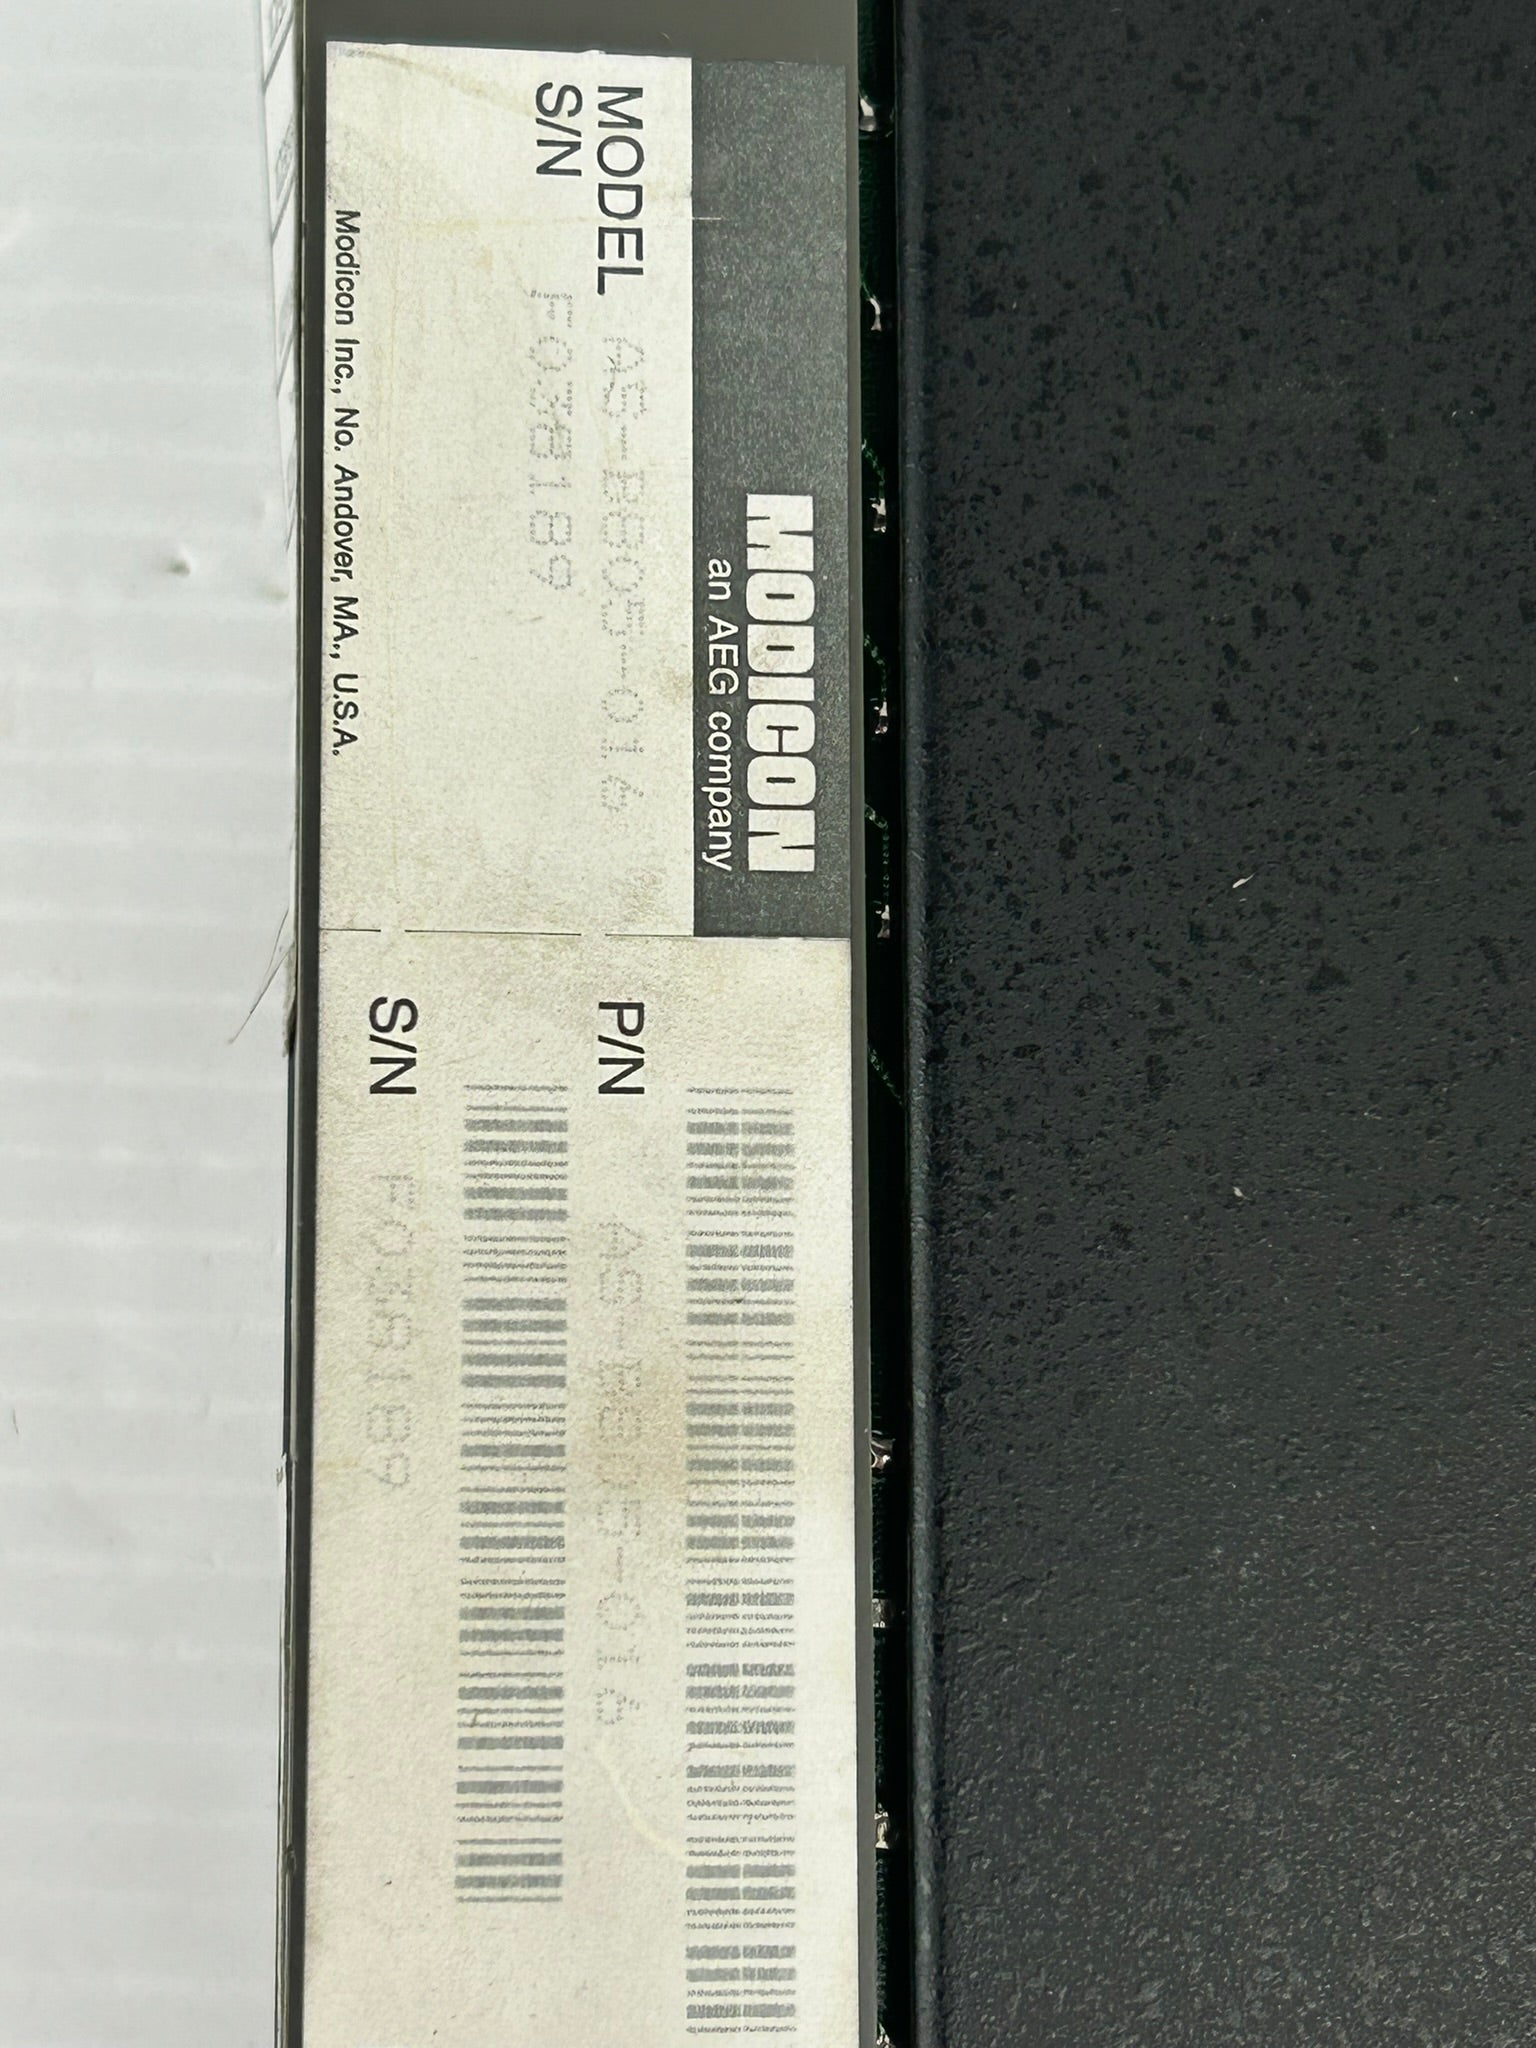 MODICON
an AEG company
MODEL AS-B805-016
S/N F038189
Modicon Inc., No. Andover, MA., U.S.A.
P/N AS-B805-016
S/N F038189